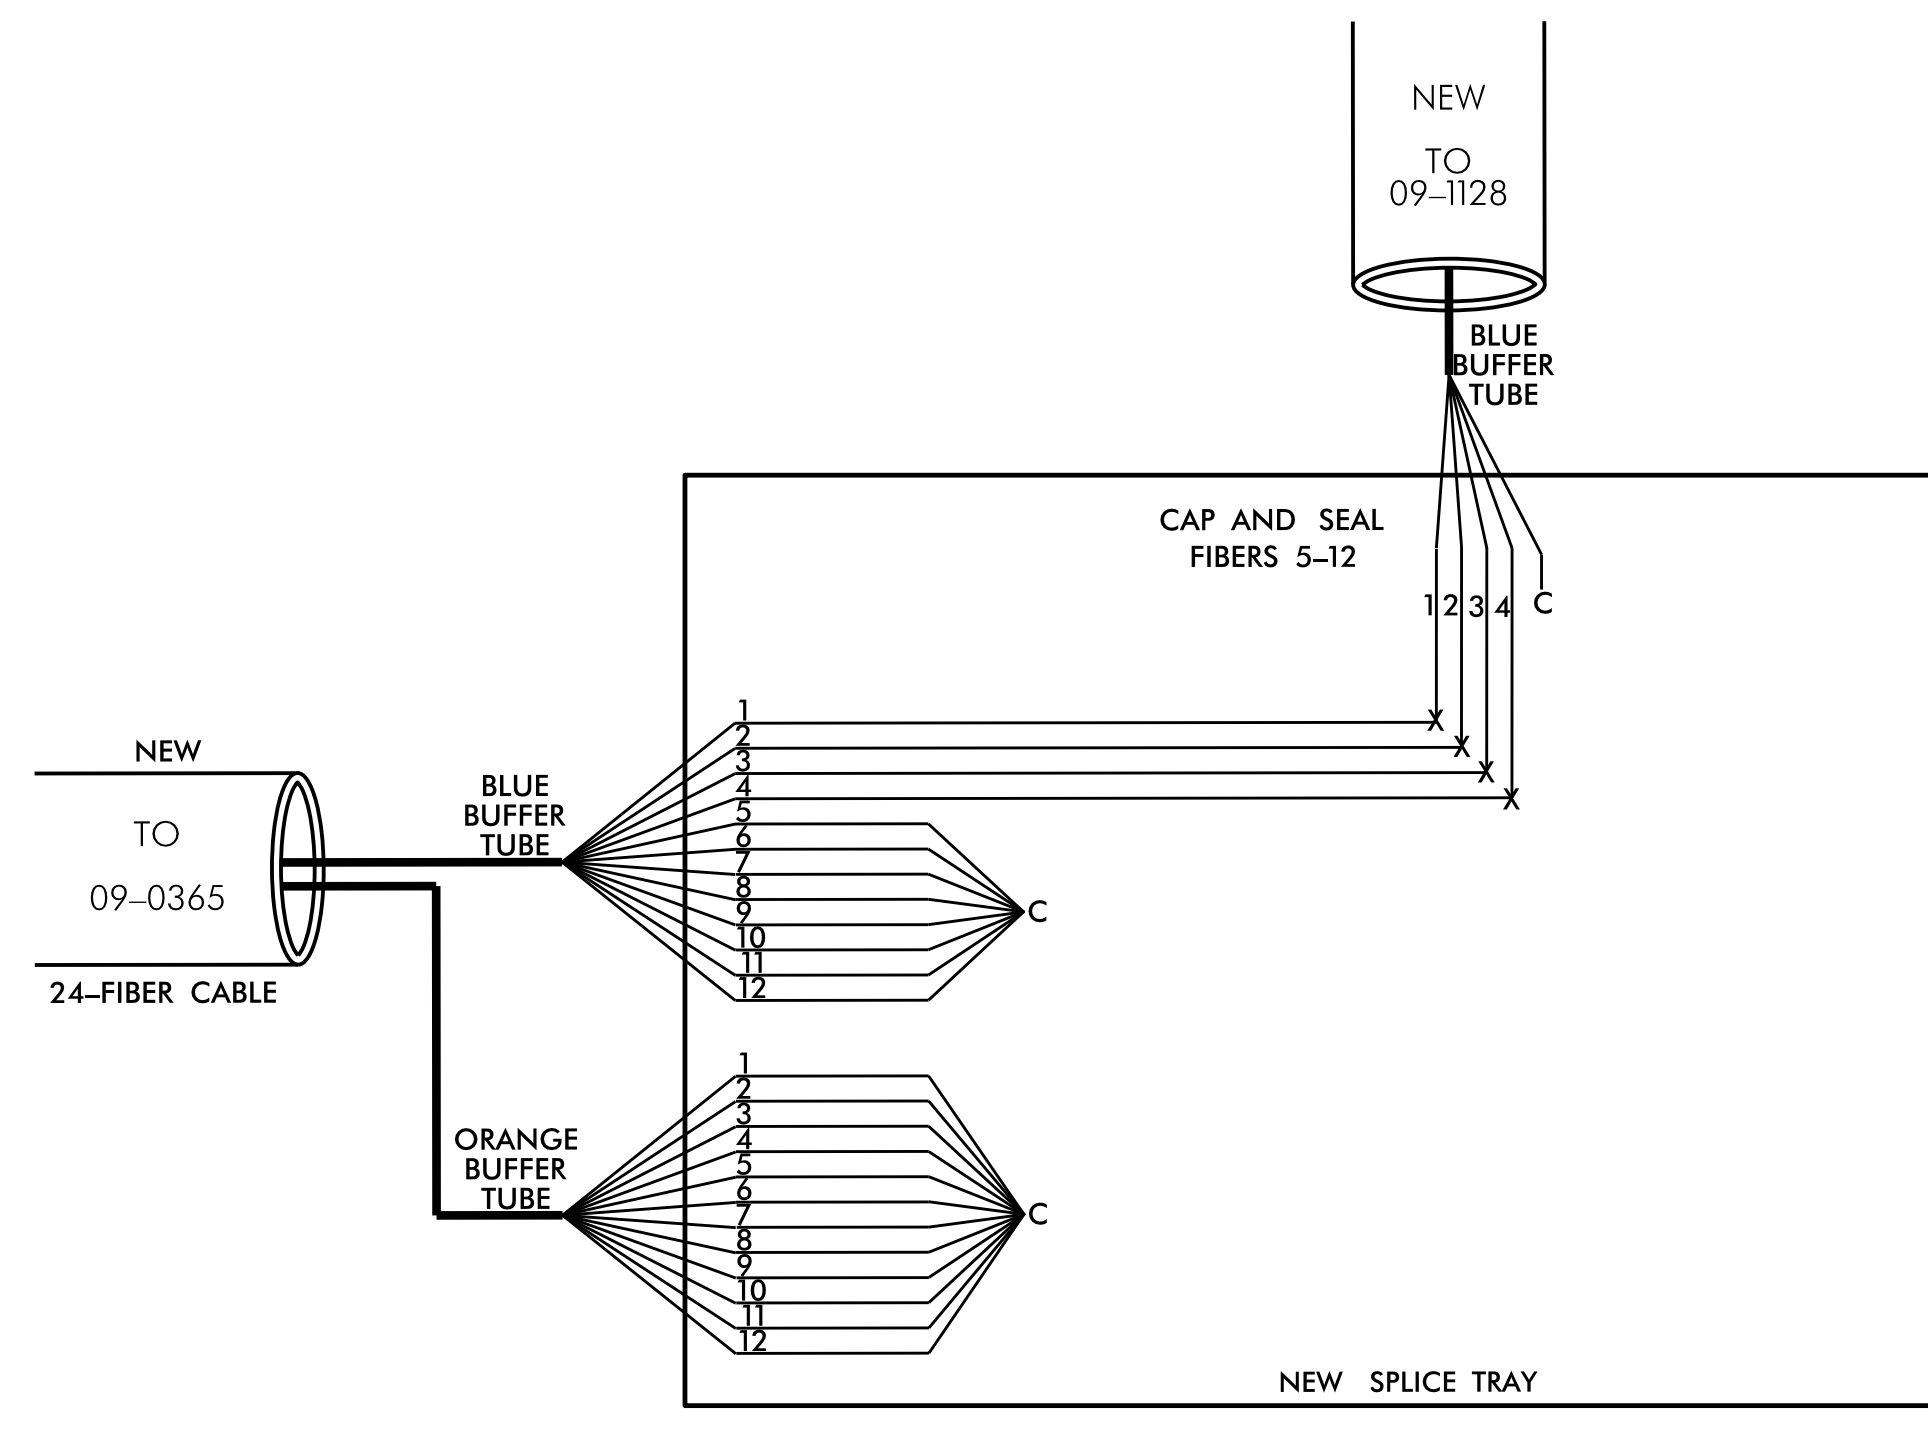 NEW
TO
09–1128
BLUE
BUFFER
TUBE
CAP AND SEAL
FIBERS 5–12
1 2 3 4 C
X
X
X
X
NEW
TO
09–0365
24–FIBER CABLE
BLUE
BUFFER
TUBE
1
2
3
4
5
6
7
8
9
10
11
12
C
ORANGE
BUFFER
TUBE
1
2
3
4
5
6
7
8
9
10
11
12
C
NEW SPLICE TRAY